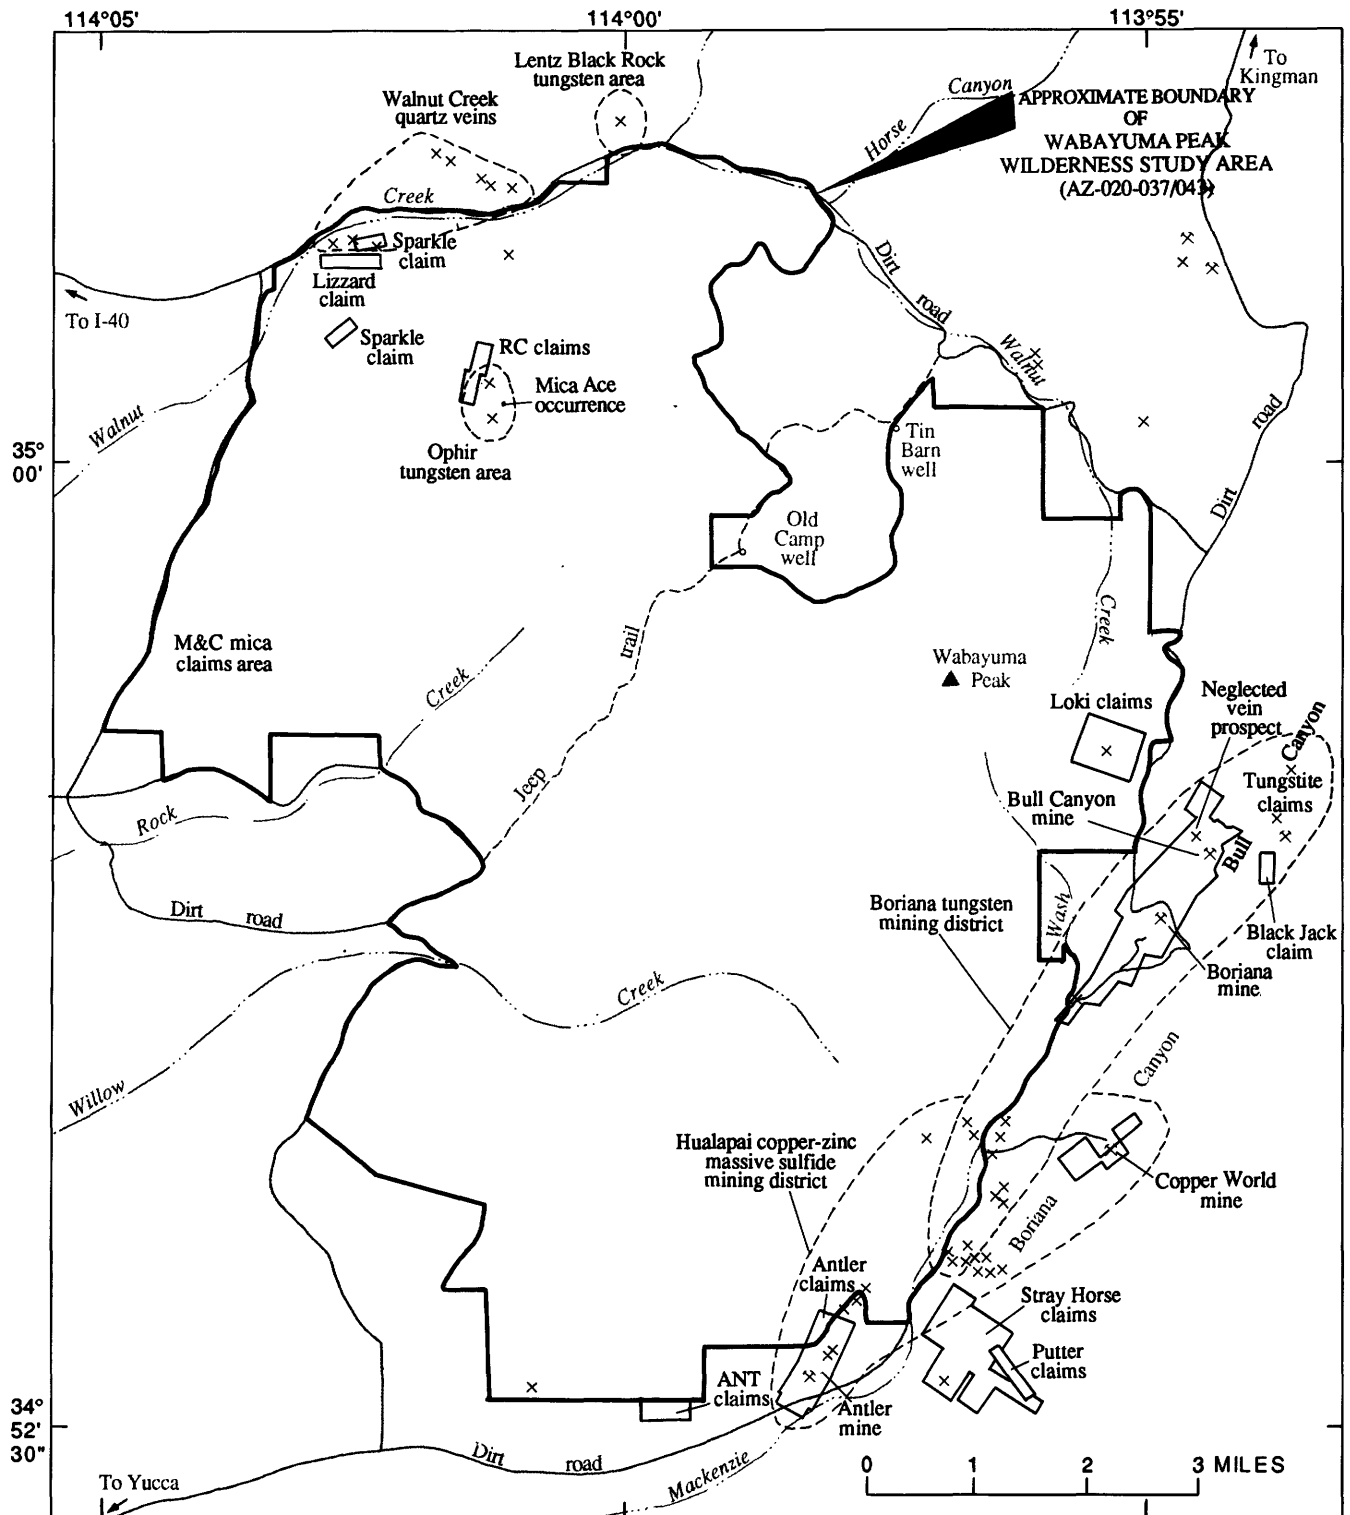 114°05'
114°00'
113°55'
To
Kingman
Lentz Black Rock
tungsten area
Walnut Creek
quartz veins
Canyon
Horse
APPROXIMATE BOUNDARY
OF
WABAYUMA PEAK
WILDERNESS STUDY AREA
(AZ-020-037/043)
Creek
Sparkle
claim
Lizzard
claim
To I-40
Sparkle
claim
RC claims
Mica Ace
occurrence
Ophir
tungsten area
Walnut
Dirt
road
Walnut
road
Dirt
35°
00'
Tin
Barn
well
Old
Camp
well
Creek
M&C mica
claims area
Creek
trail
Jeep
Wabayuma
Peak
Loki claims
Neglected
vein
prospect
Canyon
Tungstite
claims
Bull Canyon
mine
Bull
Rock
Dirt road
Boriana tungsten
mining district
Wash
Black Jack
claim
Boriana
mine
Creek
Willow
Canyon
Hualapai copper-zinc
massive sulfide
mining district
Copper World
mine
Boriana
Antler
claims
Stray Horse
claims
Putter
claims
ANT
claims
Antler
mine
34°
52'
30"
Dirt road
Mackenzie
To Yucca
0 1 2 3 MILES